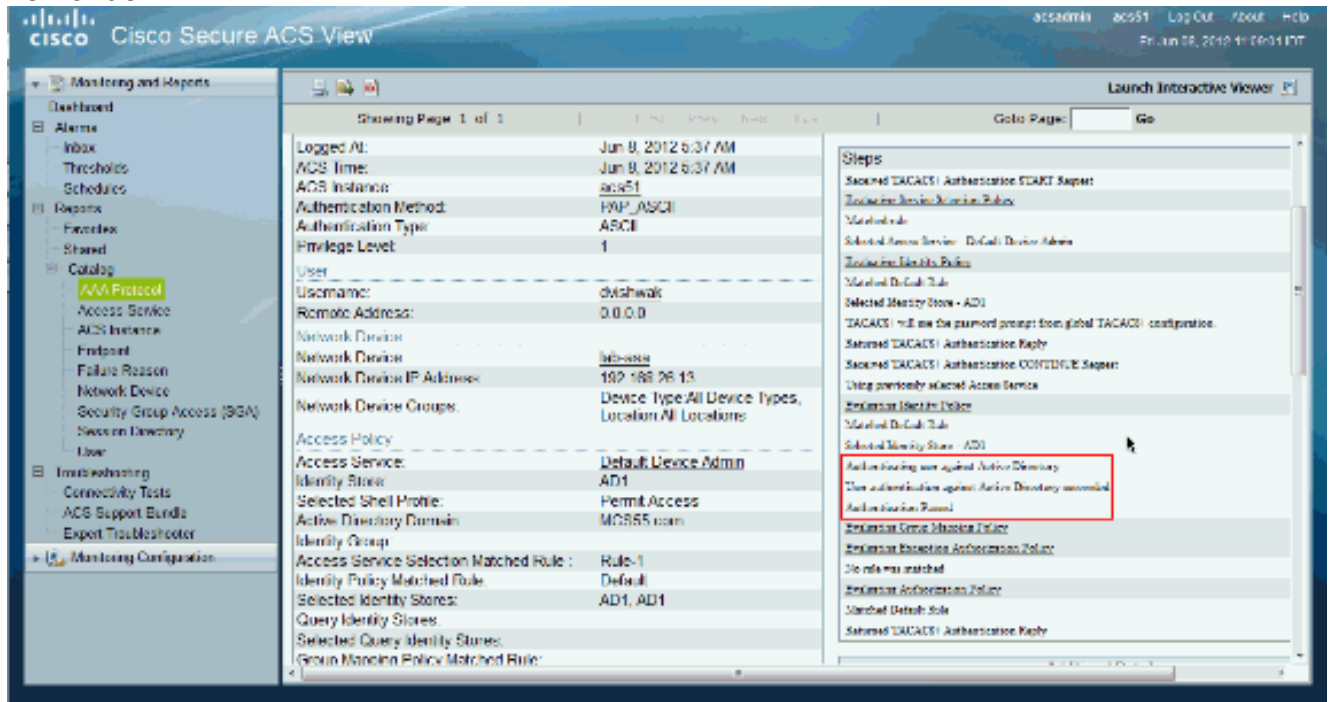 CISCO Cisco Secure ACS View
acsadmin acs51 Log Out About Help
Fri Jun 08, 2012
Monitoring and Reports
Dashboard
Alarms
Inbox
Thresholds
Schedules
Reports
Favorites
Shared
Catalog
AAA Protocol
Access Service
ACS Instance
Endpoint
Failure Reason
Network Device
Security Group Access (SGA)
Session Directory
User
Troubleshooting
Connectivity Tests
ACS Support Bundle
Expert Troubleshooter
Monitoring Configuration
Launch Interactive Viewer
Showing Page 1 of 1
Goto Page: Go
Logged At: Jun 8, 2012 5:37 AM
ACS Time: Jun 8, 2012 5:37 AM
ACS Instance: acs51
Authentication Method: PAP_ASCII
Authentication Type: ASCII
Privilege Level: 1
User
Username: dvishwak
Remote Address: 0.0.0.0
Network Device
Network Device lab-asa
Network Device IP Address: 192.168.26.13
Network Device Groups: Device Type:All Device Types, Location:All Locations
Access Policy
Access Service: Default Device Admin
Identity Store: AD1
Selected Shell Profile: Permit Access
Active Directory Domain MCS55.com
Identity Group:
Access Service Selection Matched Rule : Rule-1
Identity Policy Matched Rule: Default
Selected Identity Stores: AD1, AD1
Query Identity Stores:
Selected Query Identity Stores:
Group Mapping Policy Matched Rule:
Steps
Received TACACS+ Authentication START Request
Evaluating Service Selection Policy
Matched rule
Selected Access Service - Default Device Admin
Evaluating Identity Policy
Matched Default Rule
Selected Identity Store - AD1
TACACS+ will use the password prompt from global TACACS+ configuration.
Returned TACACS+ Authentication Reply
Received TACACS+ Authentication CONTINUE Request
Using previously selected Access Service
Evaluating Identity Policy
Matched Default Rule
Selected Identity Store - AD1
Authenticating user against Active Directory
User authentication against Active Directory succeeded
Authentication Passed
Evaluating Group Mapping Policy
Evaluating Exception Authorization Policy
No rule was matched
Evaluating Authorization Policy
Matched Default Rule
Returned TACACS+ Authentication Reply